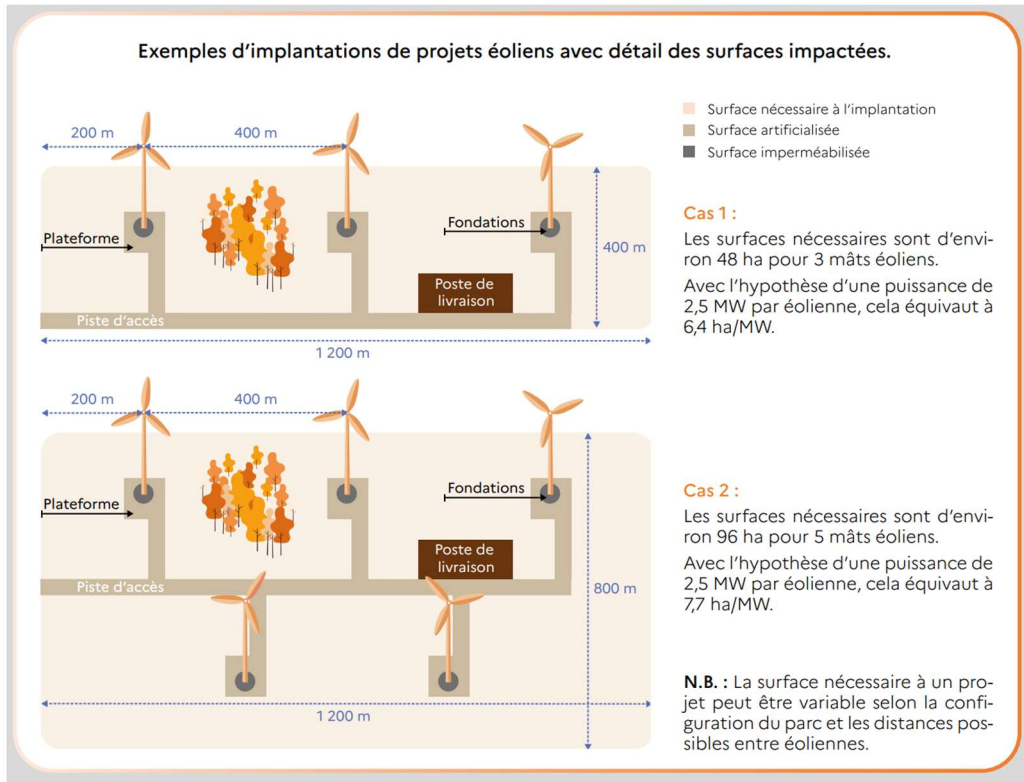 Exemples d'implantations de projets éoliens avec détail des surfaces impactées.
Surface nécessaire à l'implantation
Surface artificialisée
Surface imperméabilisée
200 m
400 m
Plateforme
Fondations
400 m
Poste de
livraison
Piste d'accès
1 200 m
Cas 1 :
Les surfaces nécessaires sont d'envi-
ron 48 ha pour 3 mâts éoliens.
Avec l'hypothèse d'une puissance de
2,5 MW par éolienne, cela équivaut à
6,4 ha/MW.
200 m
400 m
Plateforme
Fondations
Poste de
livraison
Piste d'accès
800 m
1 200 m
Cas 2 :
Les surfaces nécessaires sont d'envi-
ron 96 ha pour 5 mâts éoliens.
Avec l'hypothèse d'une puissance de
2,5 MW par éolienne, cela équivaut à
7,7 ha/MW.
N.B. : La surface nécessaire à un pro-
jet peut être variable selon la confi-
guration du parc et les distances pos-
sibles entre éoliennes.